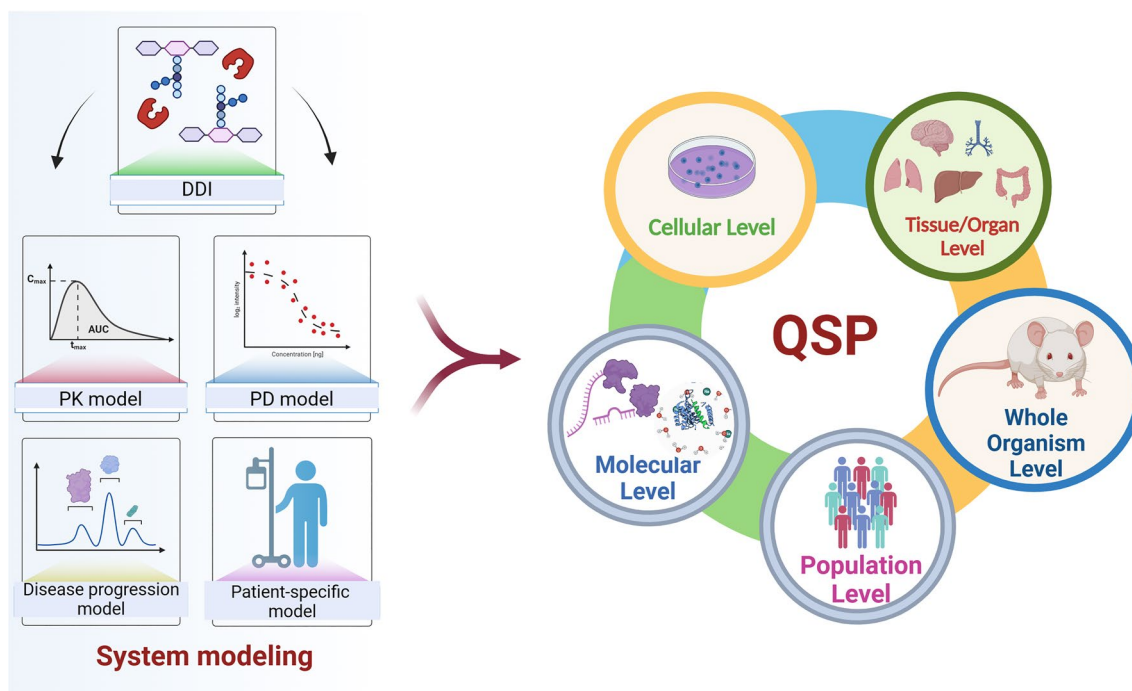 DDI
Cmax
AUC
tmax
PK model
log₂ intensity
Concentration [ng]
PD model
Disease progression
model
Patient-specific
model
System modeling
QSP
Cellular Level
Tissue/Organ
Level
Whole
Organism
Level
Population
Level
Molecular
Level